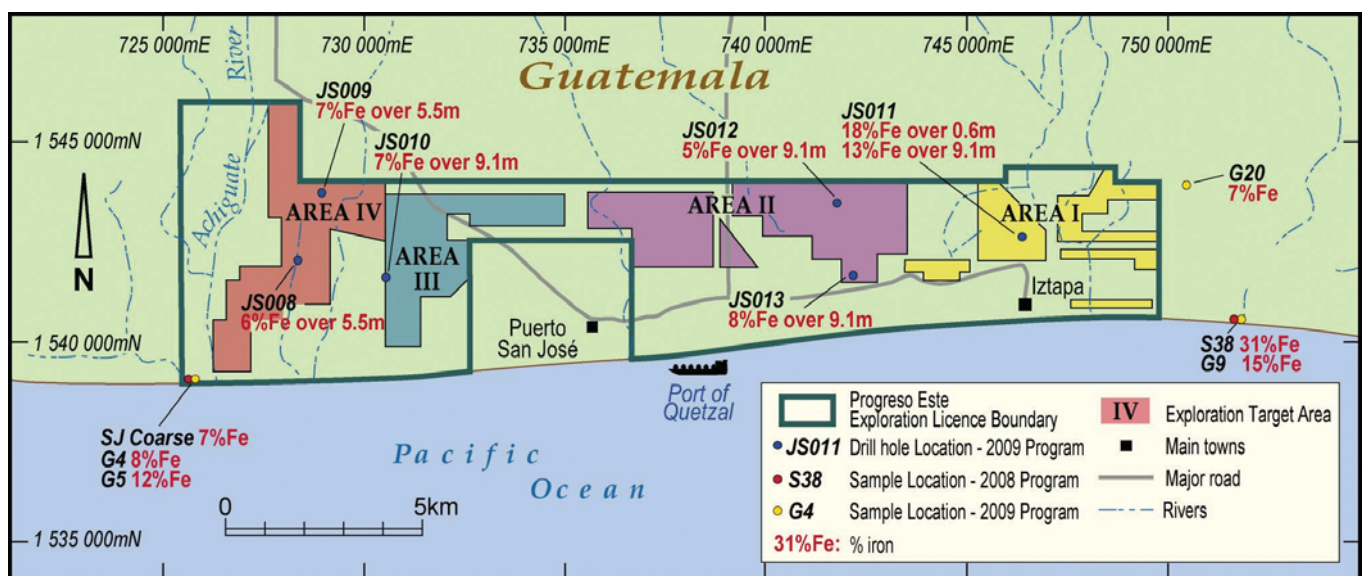 725 000mE
730 000mE
735 000mE
740 000mE
745 000mE
750 000mE
River
Achiguate
Guatemala
JS009
7%Fe over 5.5m
JS010
7%Fe over 9.1m
JS012
5%Fe over 9.1m
JS011
18%Fe over 0.6m
13%Fe over 9.1m
1 545 000mN
G20
7%Fe
AREA IV
AREA II
AREA I
AREA
III
N
JS008
6%Fe over 5.5m
JS013
8%Fe over 9.1m
Iztapa
Puerto
San José
1 540 000mN
S38 31%Fe
G9 15%Fe
Port of
Quetzal
SJ Coarse 7%Fe
G4 8%Fe
G5 12%Fe
Pacific
Ocean
0 5km
1 535 000mN
Progreso Este
Exploration Licence Boundary
IV Exploration Target Area
JS011 Drill hole Location - 2009 Program
Main towns
S38 Sample Location - 2008 Program
Major road
G4 Sample Location - 2009 Program
Rivers
31%Fe: % iron